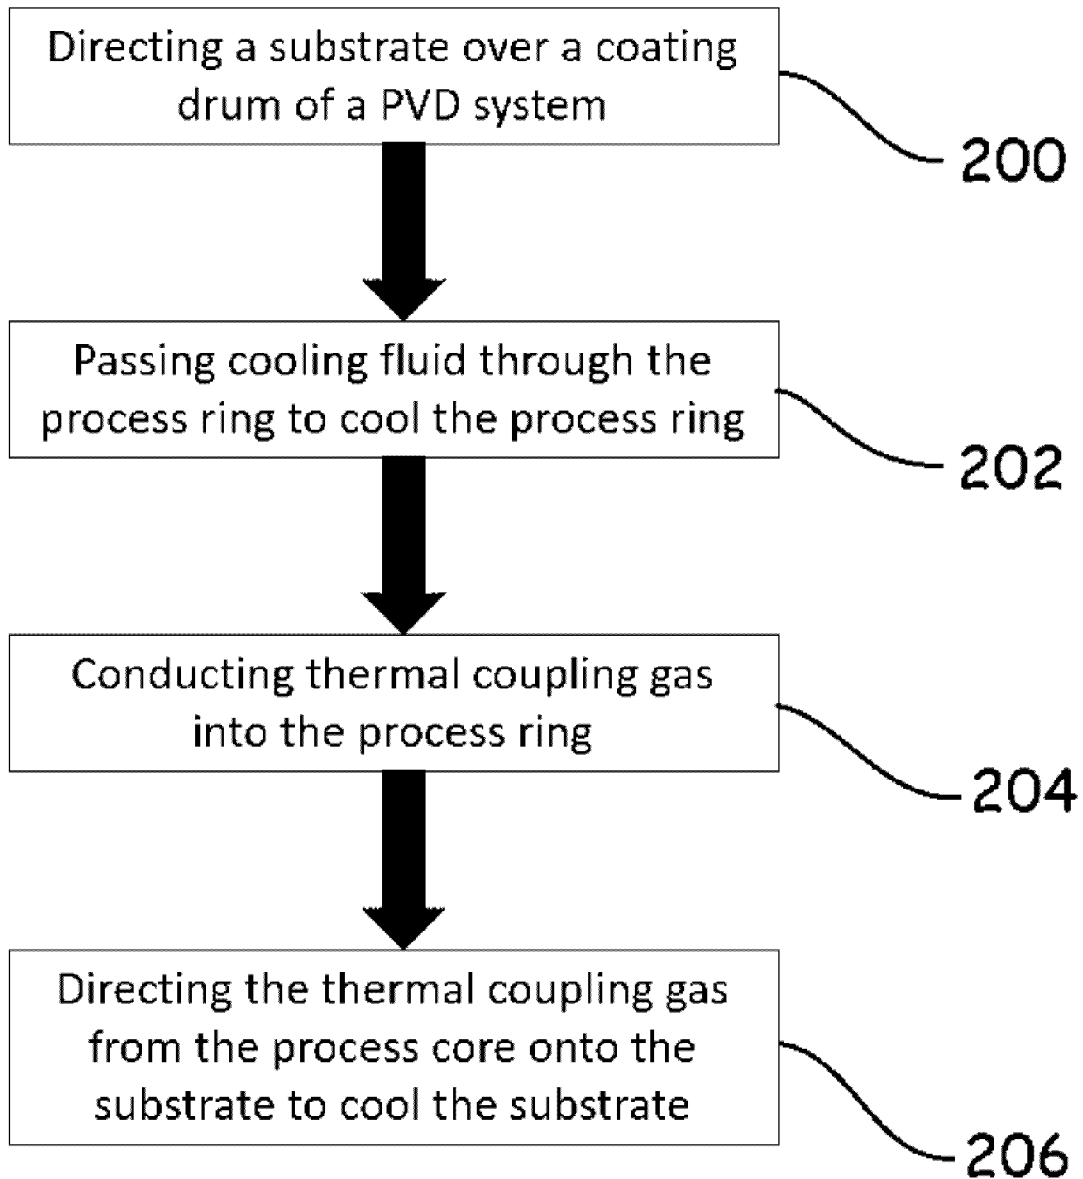 Directing a substrate over a coating
drum of a PVD system
200
Passing cooling fluid through the
process ring to cool the process ring
202
Conducting thermal coupling gas
into the process ring
204
Directing the thermal coupling gas
from the process core onto the
substrate to cool the substrate
206